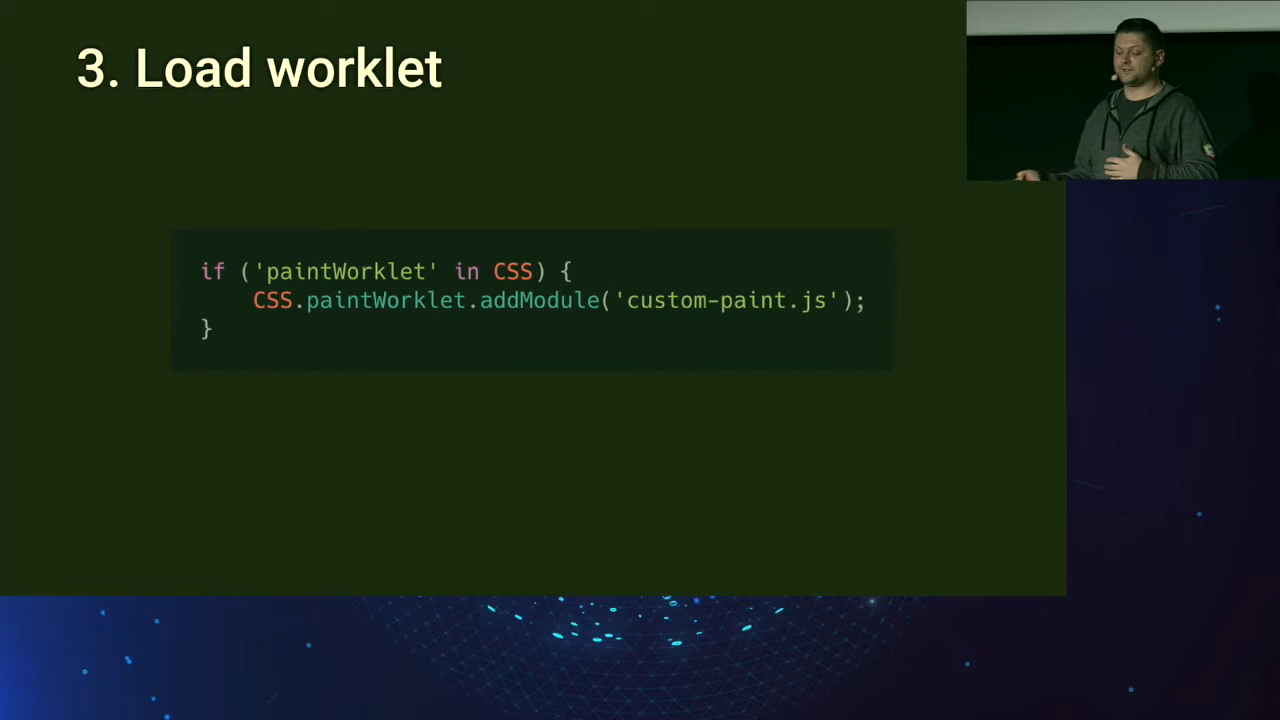 3. Load worklet
if ('paintWorklet' in CSS) {
    CSS.paintWorklet.addModule('custom-paint.js');
}